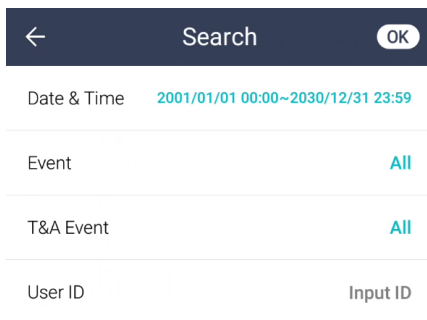 Search OK
Date & Time 2001/01/01 00:00~2030/12/31 23:59
Event All
T&A Event All
User ID Input ID